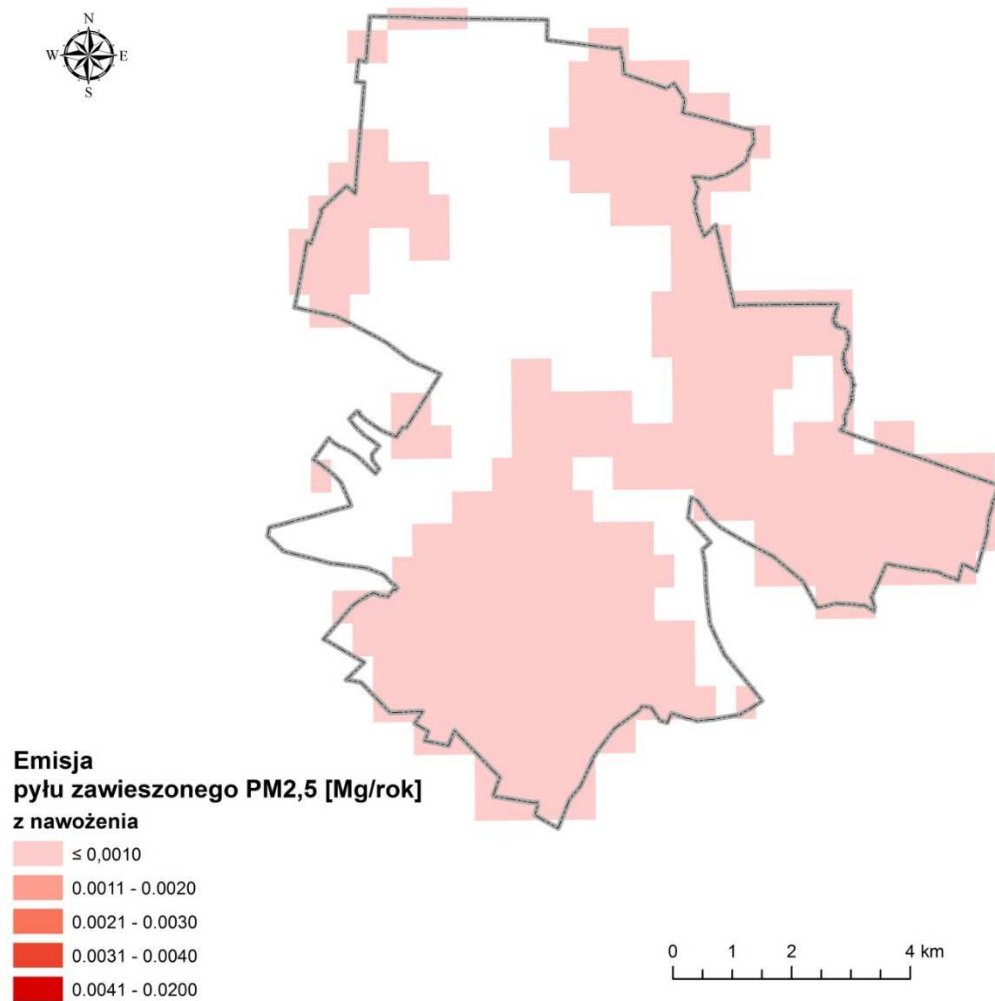 N
W E
S
Emisja
pyłu zawieszonego PM2,5 [Mg/rok]
z nawożenia
≤ 0,0010
0.0011 - 0.0020
0.0021 - 0.0030
0.0031 - 0.0040
0.0041 - 0.0200
0 1 2 4 km